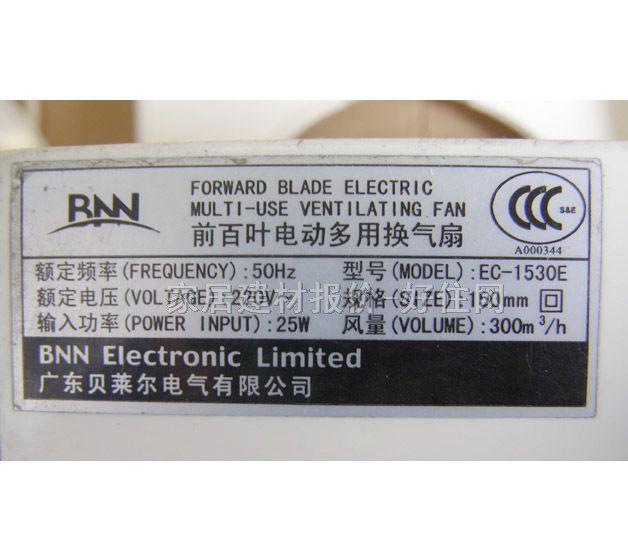 BNN
FORWARD BLADE ELECTRIC
MULTI-USE VENTILATING FAN
前百叶电动多用换气扇
CCC
S&E
A000344
额定频率(FREQUENCY):50Hz
型号(MODEL):EC-1530E
额定电压(VOLTAGE):220V~
规格(SIZE):150mm
输入功率(POWER INPUT):25W
风量(VOLUME):300m³/h
家居建材报价 好住网
BNN Electronic Limited
广东贝莱尔电气有限公司